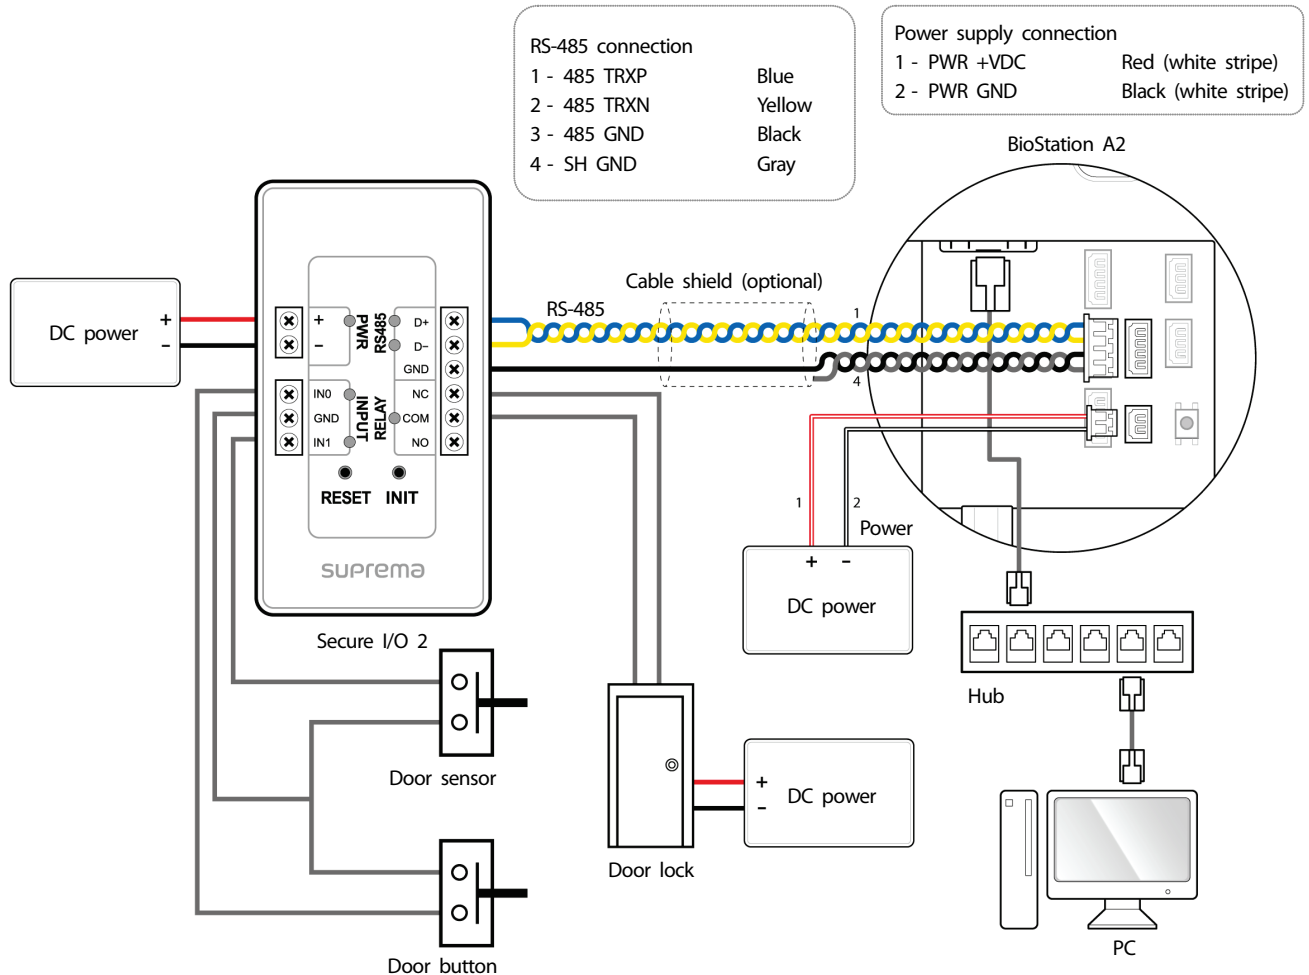 RS-485 connection
1 - 485 TRXP Blue
2 - 485 TRXN Yellow
3 - 485 GND Black
4 - SH GND Gray
Power supply connection
1 - PWR +VDC Red (white stripe)
2 - PWR GND Black (white stripe)
BioStation A2
Cable shield (optional)
RS-485
1
4
DC power
+
−
+
−
PWR
RS485
D+
D−
GND
IN0
GND
IN1
INPUT
RELAY
NC
COM
NO
RESET INIT
suprema
Secure I/O 2
1
2
Power
+ −
DC power
Hub
Door sensor
Door lock
+
−
DC power
Door button
PC